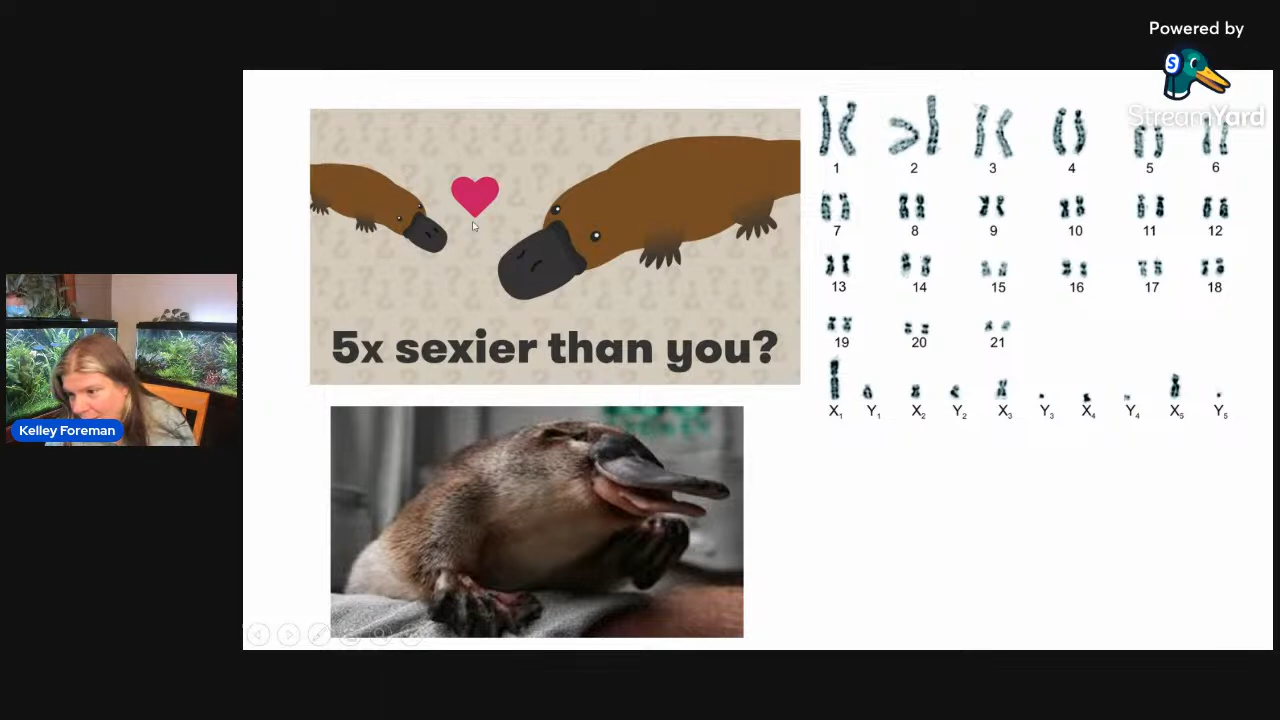 Powered by
S
StreamYard
5x sexier than you?
1 2 3 4 5 6
7 8 9 10 11 12
13 14 15 16 17 18
19 20 21
X₁ Y₁ X₂ Y₂ X₃ Y₃ X₄ Y₄ X₅ Y₅
Kelley Foreman